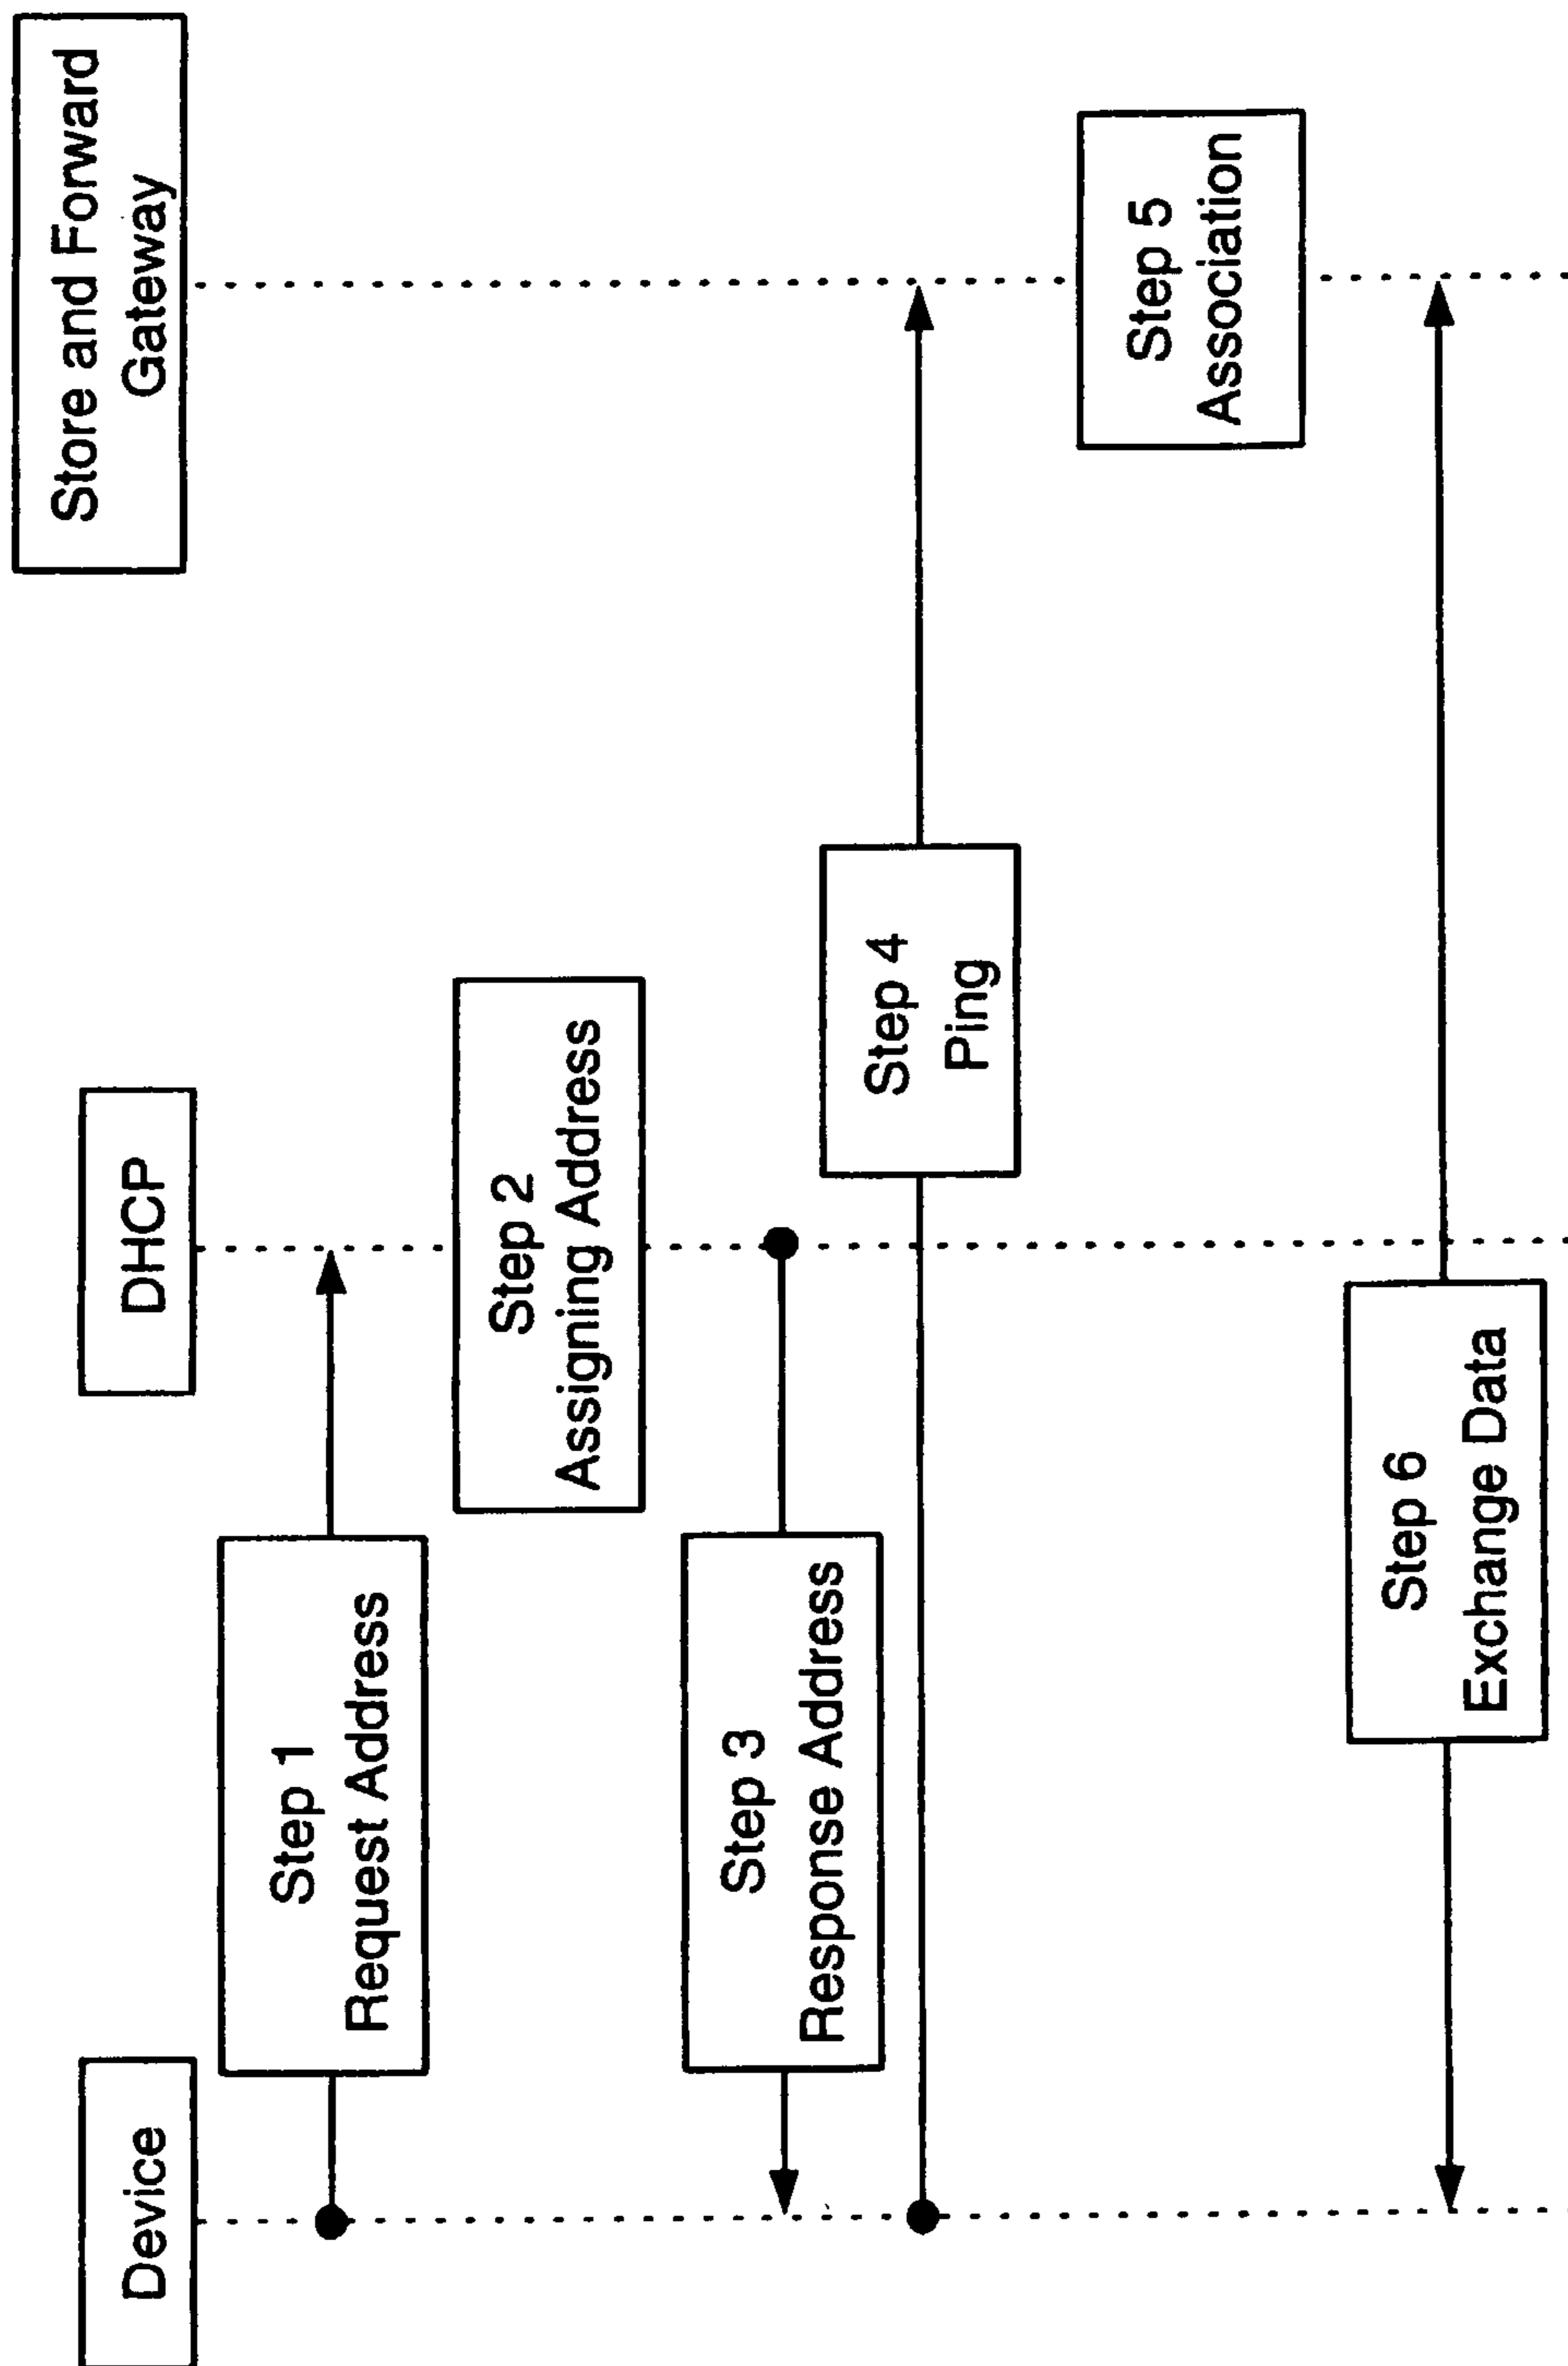 Device
DHCP
Store and Forward
Gateway
Step 1
Request Address
Step 2
Assigning Address
Step 3
Response Address
Step 4
Ping
Step 5
Association
Step 6
Exchange Data